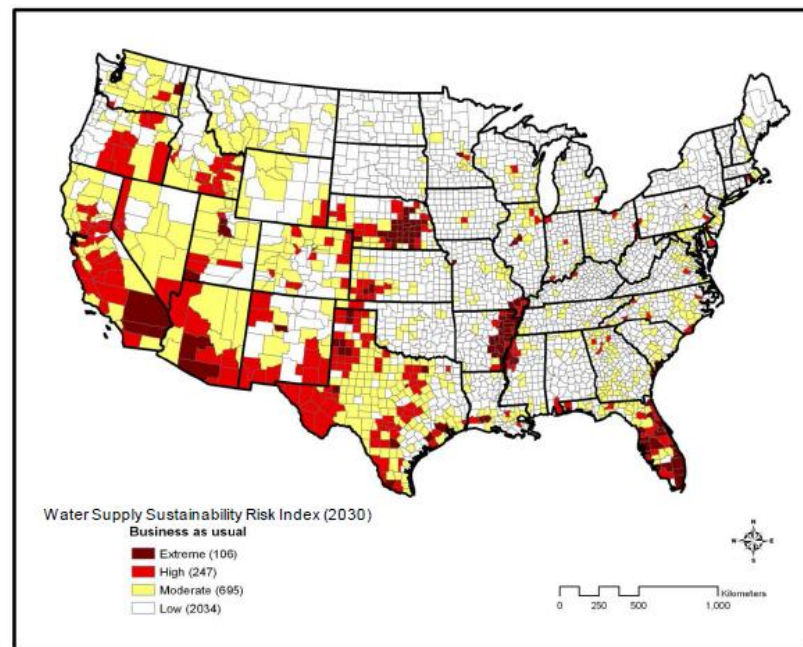 Water Supply Sustainability Risk Index (2030)
Business as usual
Extreme (106)
High (247)
Moderate (695)
Low (2034)
N
W E
S
Kilometers
0 250 500 1,000